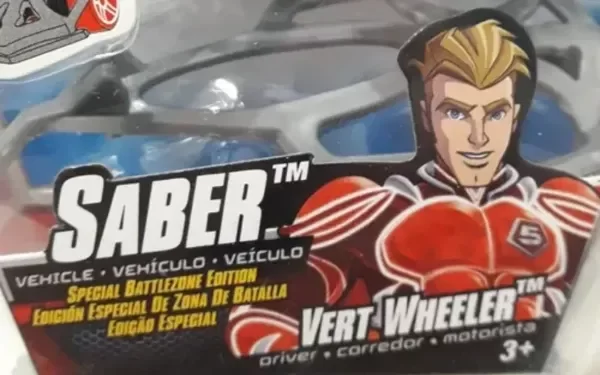 SABER™
VEHICLE • VEHÍCULO • VEÍCULO
SPECIAL BATTLEZONE EDITION
EDICIÓN ESPECIAL DE ZONA DE BATALLA
EDIÇÃO ESPECIAL
5
VERT WHEELER™
DRIVER • CORREDOR • MOTORISTA
3+